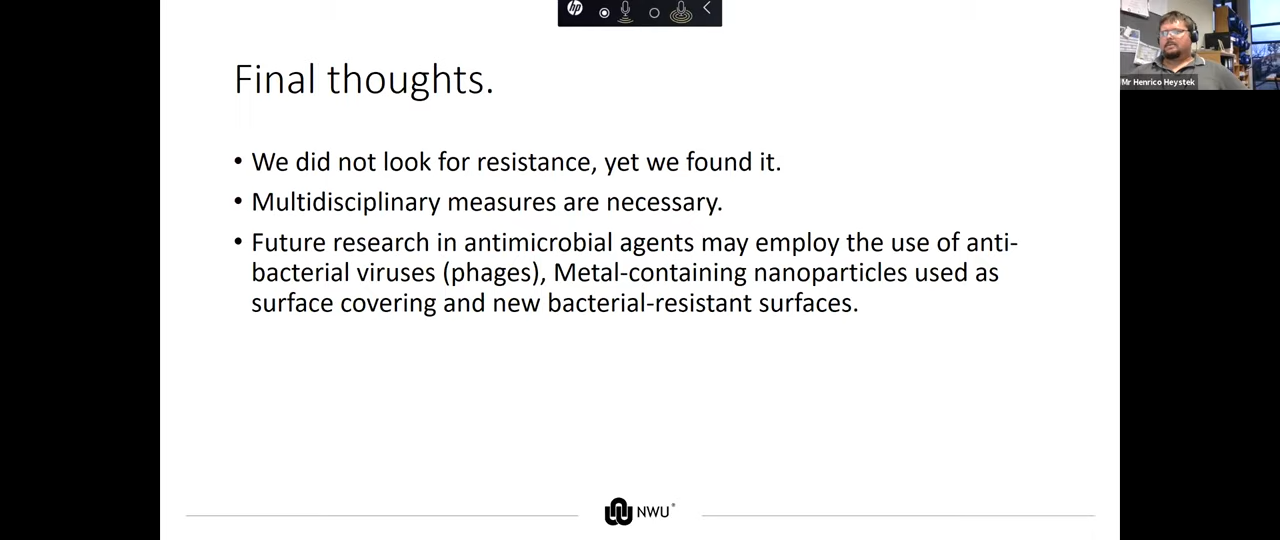 hp
Final thoughts.
Mr Henrico Heystek
• We did not look for resistance, yet we found it.
• Multidisciplinary measures are necessary.
• Future research in antimicrobial agents may employ the use of anti-
bacterial viruses (phages), Metal-containing nanoparticles used as
surface covering and new bacterial-resistant surfaces.
NWU®